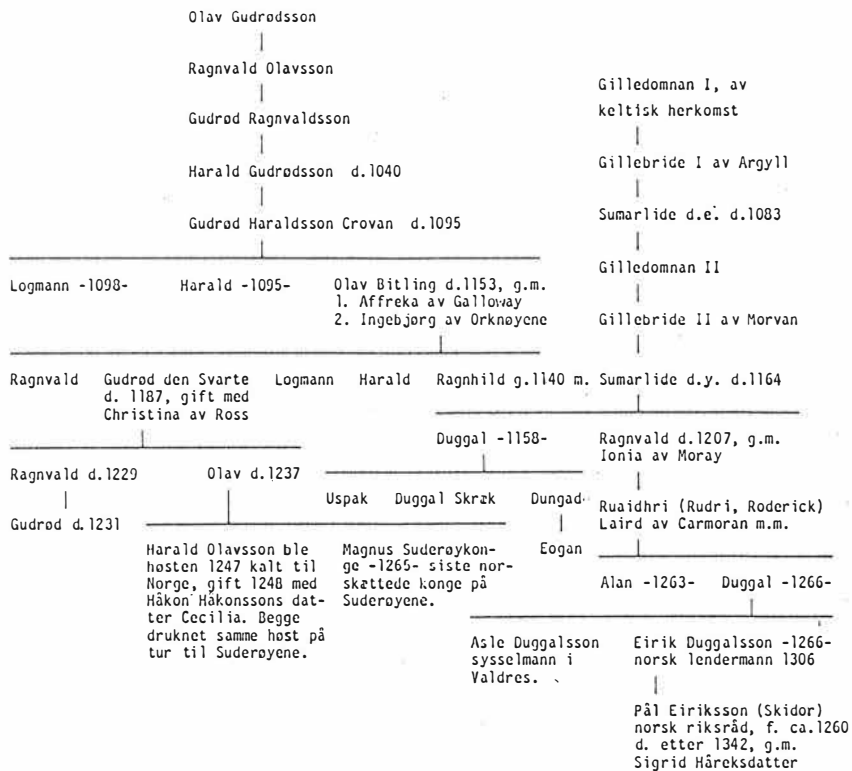 Olav Gudrødsson
Ragnvald Olavsson
Gudrød Ragnvaldsson
Harald Gudrødsson d.1040
Gudrød Haraldsson Crovan d.1095
Gilledomnan I, av
keltisk herkomst
Gillebride I av Argyll
Sumarlide d.e. d.1083
Gilledomnan II
Gillebride II av Morvan
Logmann -1098-
Harald -1095-
Olav Bitling d.1153, g.m.
1. Affreka av Galloway
2. Ingebjørg av Orknøyene
Ragnvald
Gudrød den Svarte
d. 1187, gift med
Christina av Ross
Logmann
Harald
Ragnhild g.1140 m.
Sumarlide d.y. d.1164
Duggal -1158-
Ragnvald d.1207, g.m.
Ionia av Moray
Ragnvald d.1229
Olav d.1237
Uspak
Duggal Skræk
Dungad
Ruaidhri (Rudri, Roderick)
Laird av Carmoran m.m.
Gudrød d.1231
Eogan
Harald Olavsson ble
høsten 1247 kalt til
Norge, gift 1248 med
Håkon Håkonssons dat-
ter Cecilia. Begge
druknet samme høst på
tur til Suderøyene.
Magnus Suderøykon-
ge -1265- siste nor-
skættede konge på
Suderøyene.
Alan -1263-
Duggal -1266-
Asle Duggalsson
sysselmann i
Valdres.
Eirik Duggalsson -1266-
norsk lendermann 1306
Pål Eiriksson (Skidor)
norsk riksråd, f. ca.1260
d. etter 1342, g.m.
Sigrid Håreksdatter